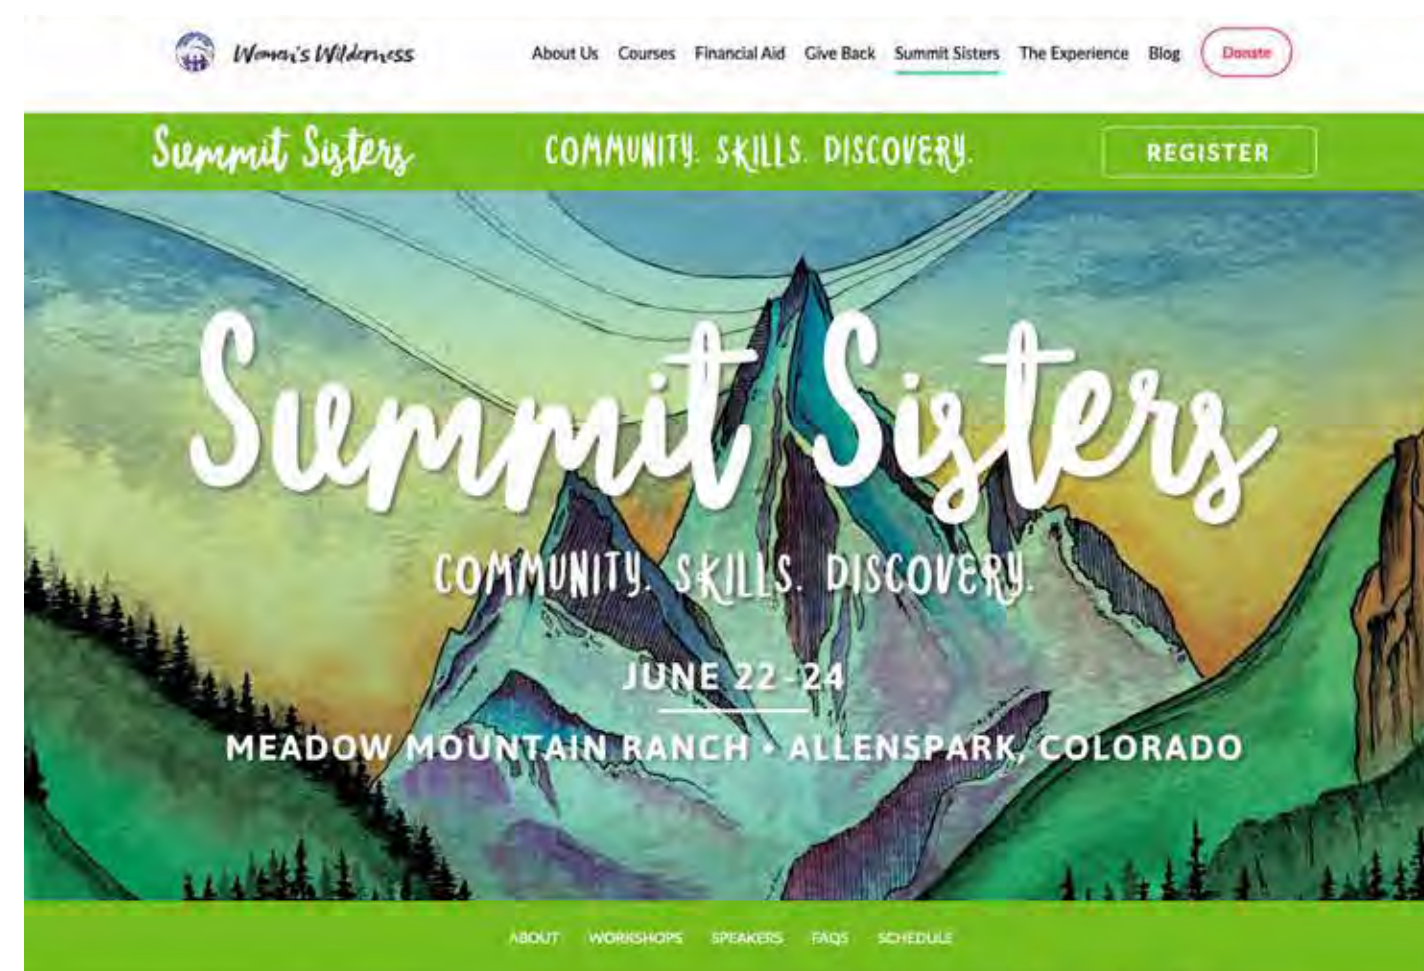 Women's Wilderness
About Us Courses Financial Aid Give Back Summit Sisters The Experience Blog Donate
Summit Sisters COMMUNITY. SKILLS. DISCOVERY. REGISTER
Summit Sisters
COMMUNITY. SKILLS. DISCOVERY.
JUNE 22-24
MEADOW MOUNTAIN RANCH • ALLENSPARK, COLORADO
ABOUT WORKSHOPS SPEAKERS FAQS SCHEDULE